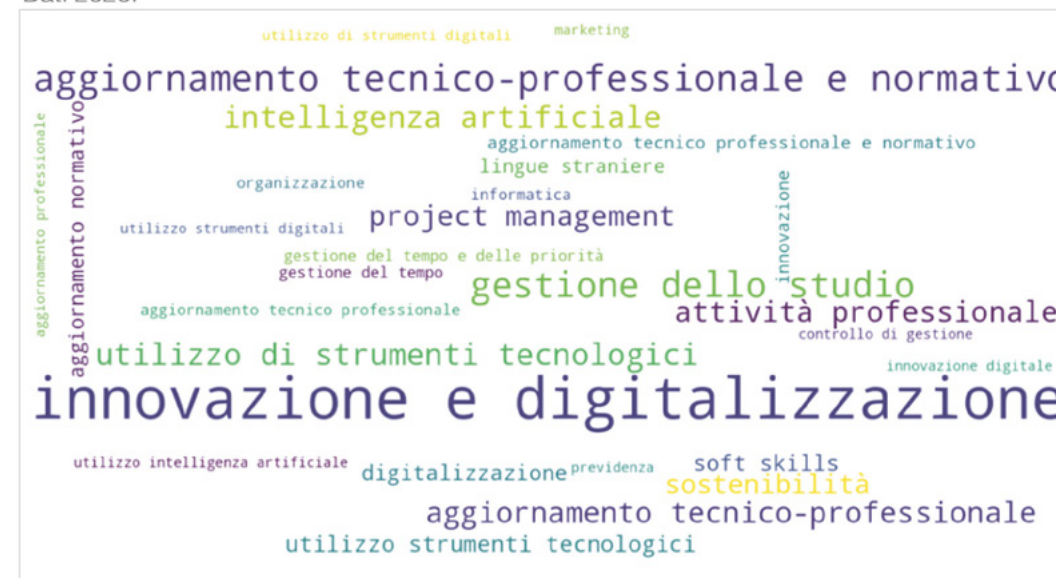 utilizzo di strumenti digitali
marketing
aggiornamento tecnico-professionale e normativo
intelligenza artificiale
aggiornamento tecnico professionale e normativo
lingue straniere
organizzazione
informatica
project management
utilizzo strumenti digitali
innovazione
aggiornamento professionale
aggiornamento normativo
gestione del tempo e delle priorità
gestione del tempo
gestione dello studio
aggiornamento tecnico professionale
attività professionale
controllo di gestione
utilizzo di strumenti tecnologici
innovazione digitale
innovazione e digitalizzazione
utilizzo intelligenza artificiale
digitalizzazione
previdenza
soft skills
sostenibilità
aggiornamento tecnico-professionale
utilizzo strumenti tecnologici